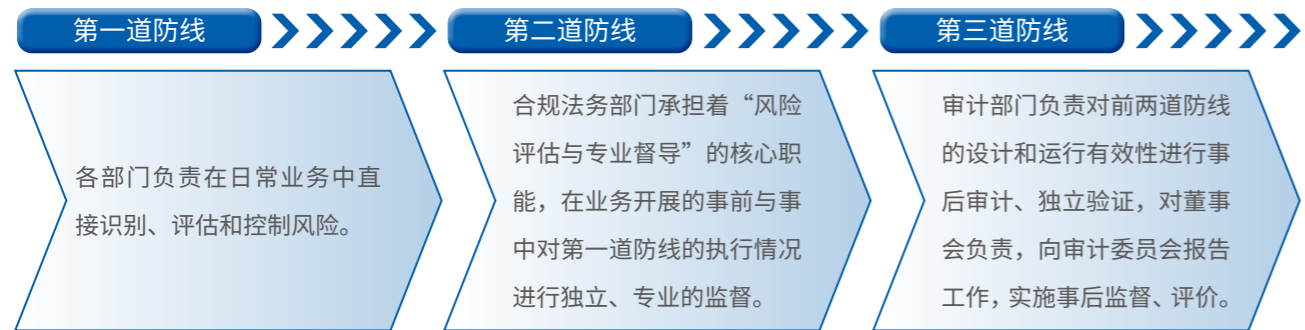 第一道防线
各部门负责在日常业务中直
接识别、评估和控制风险。
第二道防线
合规法务部门承担着“风险
评估与专业督导”的核心职
能，在业务开展的事前与事
中对第一道防线的执行情况
进行独立、专业的监督。
第三道防线
审计部门负责对前两道防线
的设计和运行有效性进行事
后审计、独立验证，对董事
会负责，向审计委员会报告
工作，实施事后监督、评价。